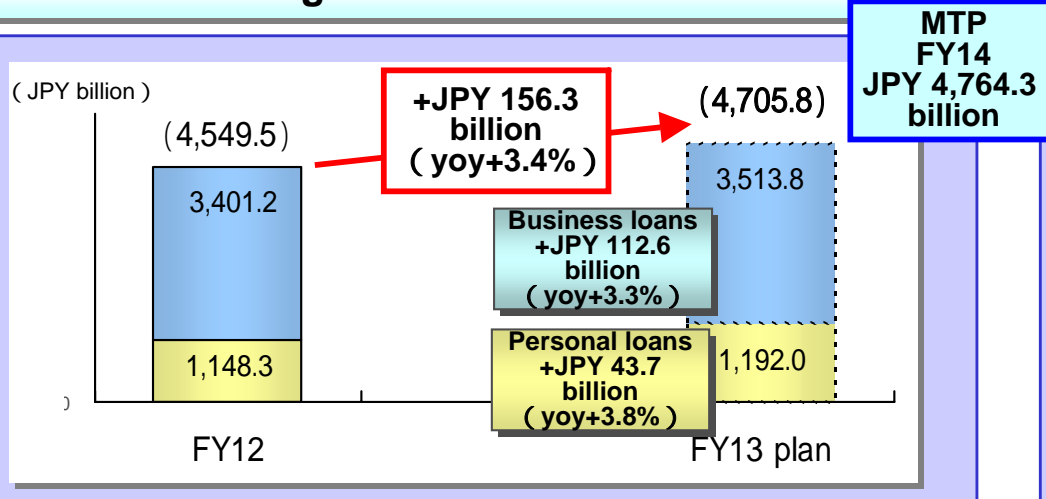 MTP
FY14
JPY 4,764.3
billion
( JPY billion )
+JPY 156.3
billion
( yoy+3.4% )
(4,705.8)
(4,549.5)
3,401.2
3,513.8
Business loans
+JPY 112.6
billion
( yoy+3.3% )
Personal loans
+JPY 43.7
billion
( yoy+3.8% )
1,148.3
1,192.0
0
FY12
FY13 plan